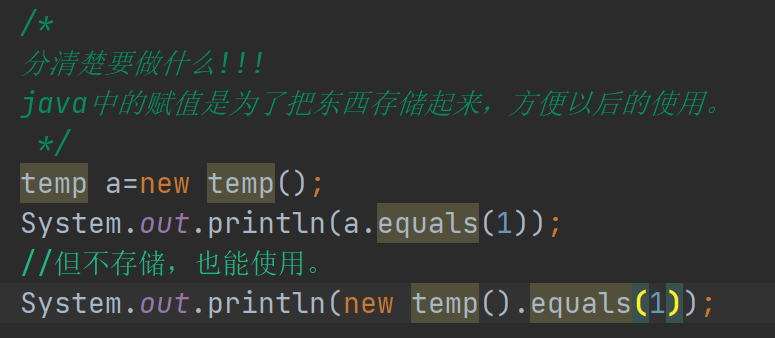 /*
分清楚要做什么!!!
java中的赋值是为了把东西存储起来，方便以后的使用。
*/
temp a=new temp();
System.out.println(a.equals(1));
//但不存储，也能使用。
System.out.println(new temp().equals(1));